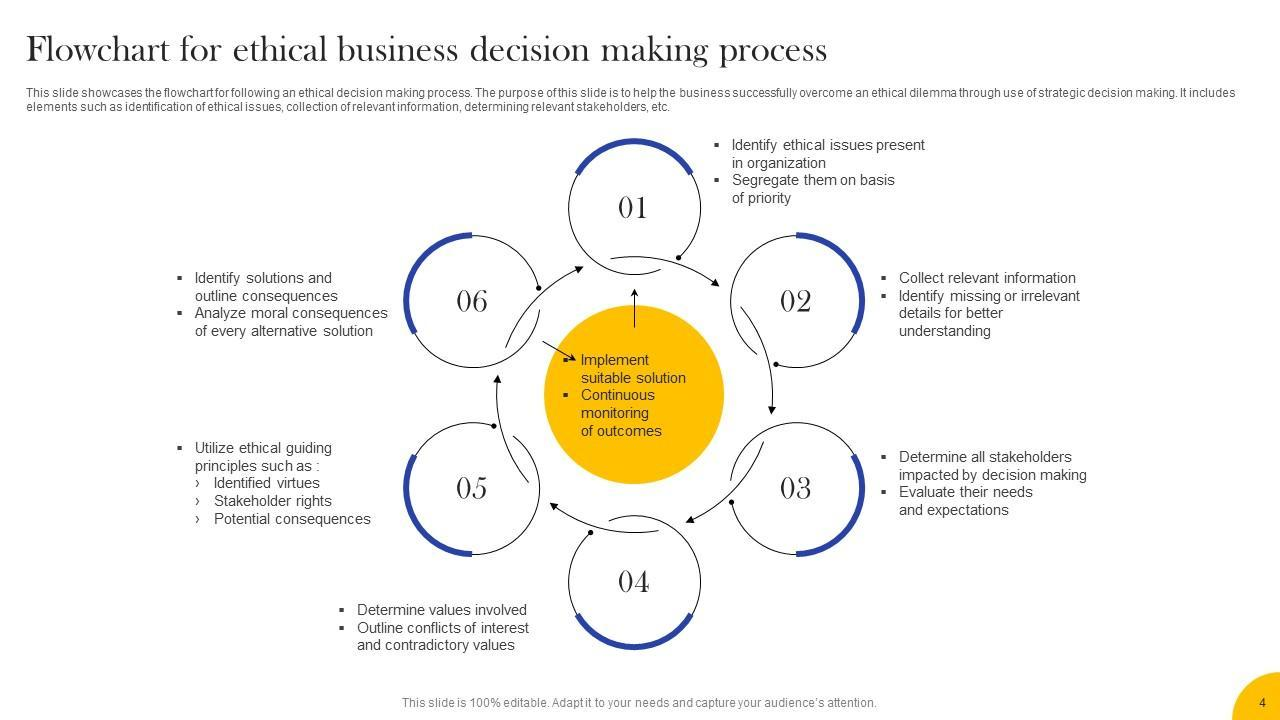 Flowchart for ethical business decision making process
This slide showcases the flowchart for following an ethical decision making process. The purpose of this slide is to help the business successfully overcome an ethical dilemma through use of strategic decision making. It includes
elements such as identification of ethical issues, collection of relevant information, determining relevant stakeholders, etc.
01
▪ Identify ethical issues present
in organization
▪ Segregate them on basis
of priority
02
▪ Collect relevant information
▪ Identify missing or irrelevant
details for better
understanding
03
▪ Determine all stakeholders
impacted by decision making
▪ Evaluate their needs
and expectations
04
▪ Determine values involved
▪ Outline conflicts of interest
and contradictory values
05
▪ Utilize ethical guiding
principles such as :
› Identified virtues
› Stakeholder rights
› Potential consequences
06
▪ Identify solutions and
outline consequences
▪ Analyze moral consequences
of every alternative solution
▪ Implement
suitable solution
▪ Continuous
monitoring
of outcomes
This slide is 100% editable. Adapt it to your needs and capture your audience’s attention.
4